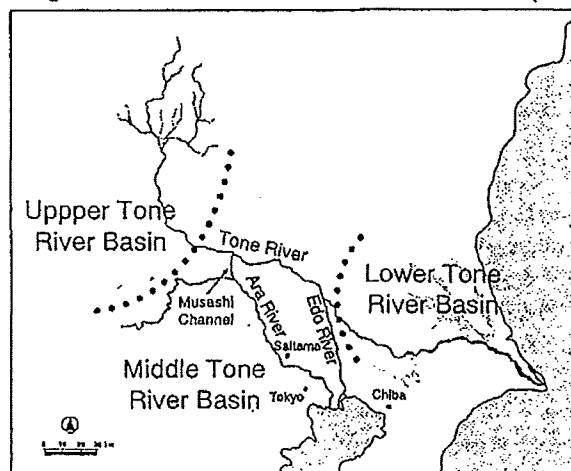 Uppper Tone
River Basin
Tone River
Lower Tone
River Basin
Musashi
Channel
Ara River
Edo River
Saitama
Middle Tone
River Basin
Tokyo
Chiba